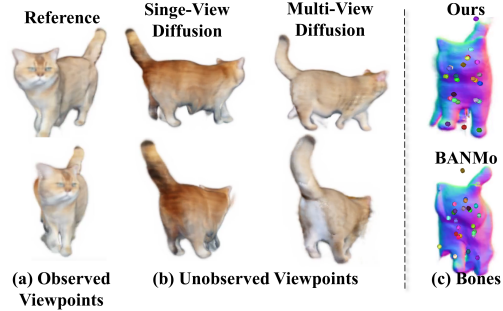 Reference
Singe-View
Diffusion
Multi-View
Diffusion
Ours
BANMo
(a) Observed
Viewpoints
(b) Unobserved Viewpoints
(c) Bones